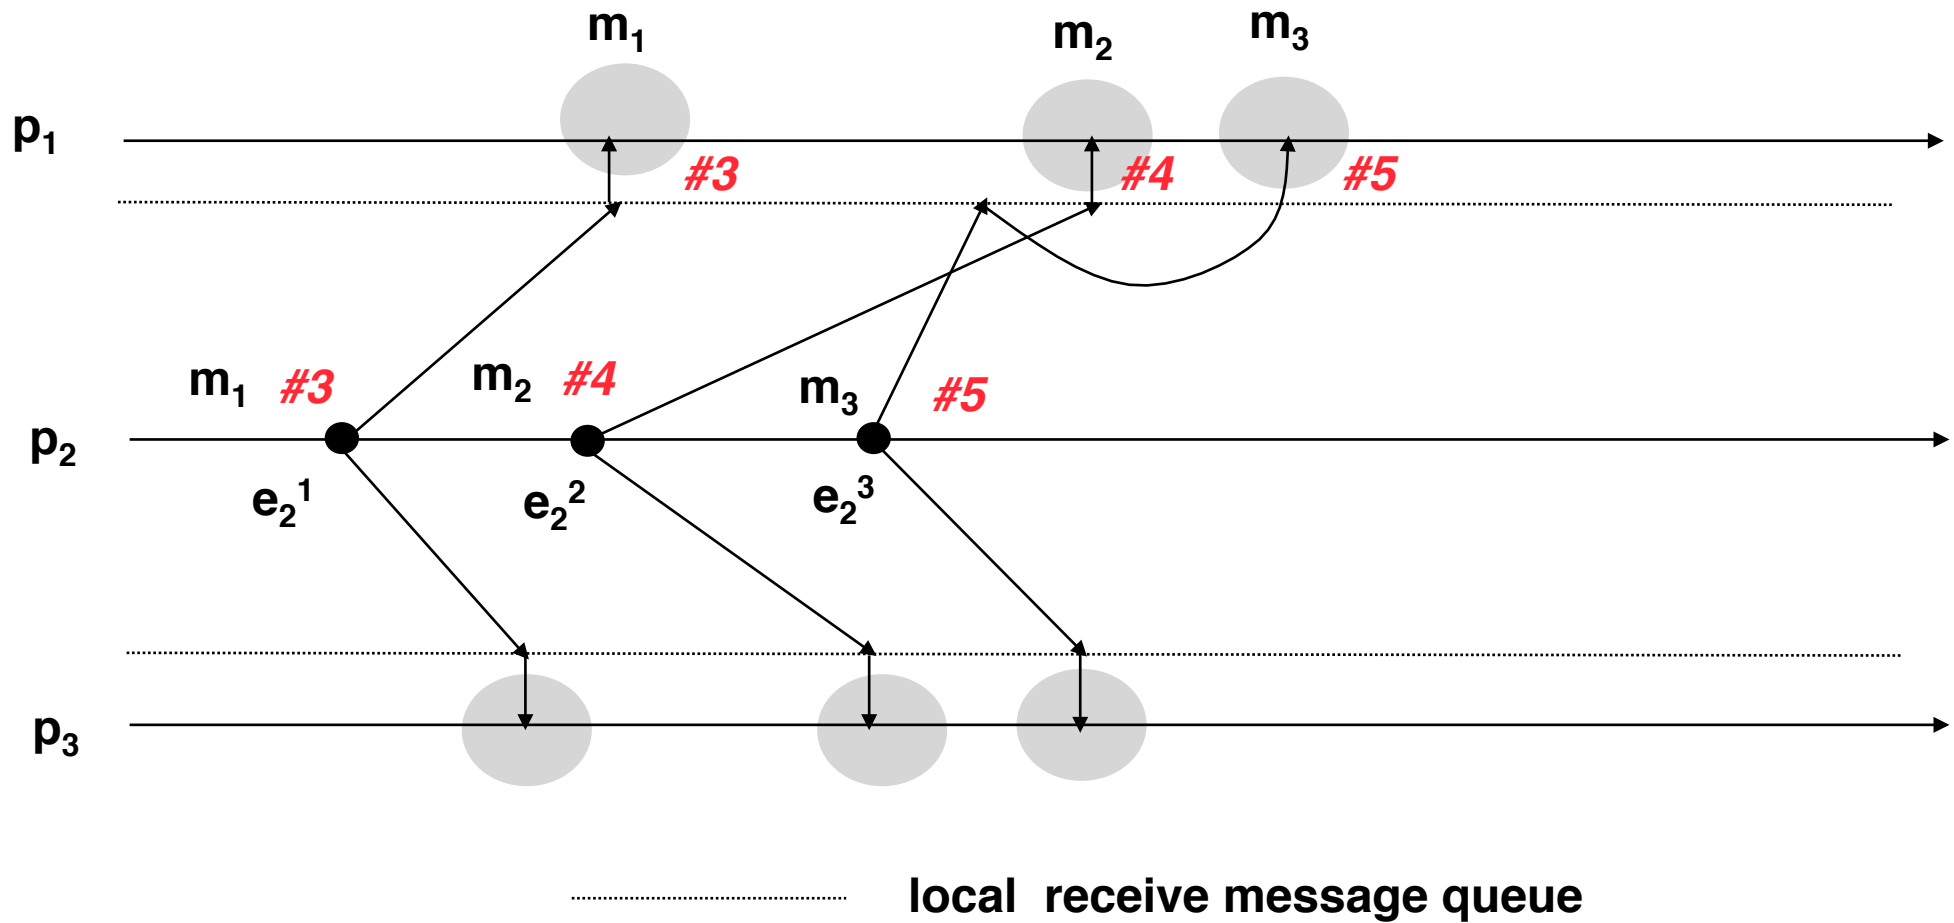 m₁ m₂ m₃
p₁
#3 #4 #5
m₁ #3 m₂ #4 m₃ #5
p₂
e₂¹ e₂² e₂³
p₃
local receive message queue